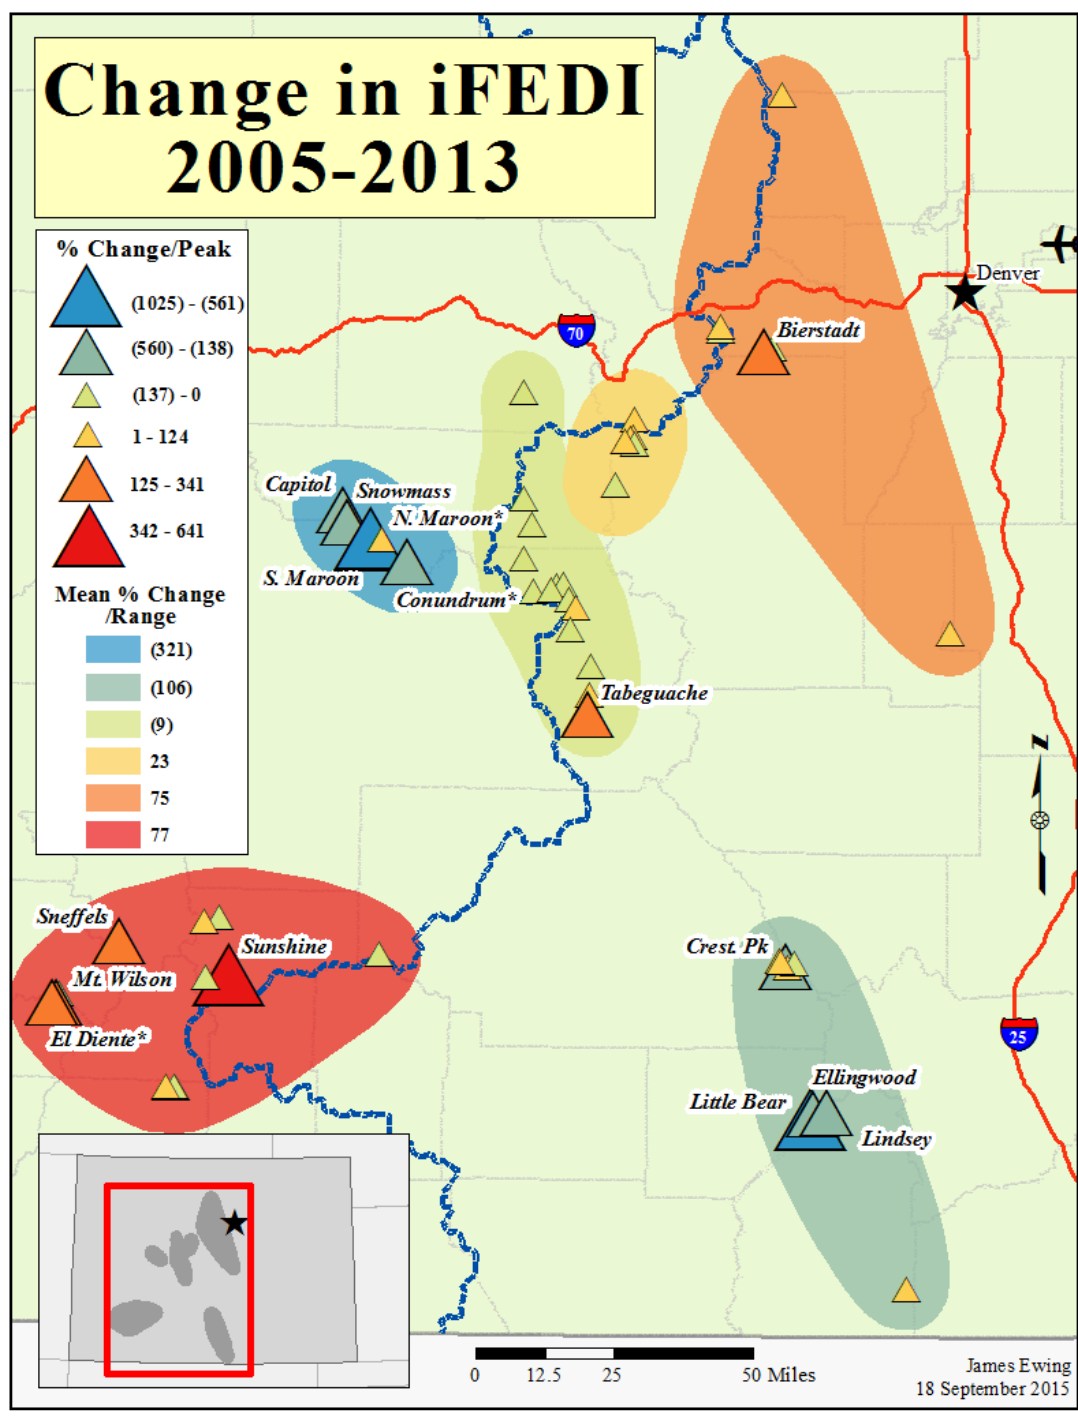 Change in iFEDI
2005-2013
% Change/Peak
(1025) - (561)
(560) - (138)
(137) - 0
1 - 124
125 - 341
342 - 641
Mean % Change
/Range
(321)
(106)
(9)
23
75
77
Denver
70
Bierstadt
Capitol
Snowmass
N. Maroon*
S. Maroon
Conundrum*
Tabeguache
N
Sneffels
Sunshine
Mt. Wilson
El Diente*
Crest. Pk
25
Ellingwood
Little Bear
Lindsey
0 12.5 25 50 Miles
James Ewing
18 September 2015